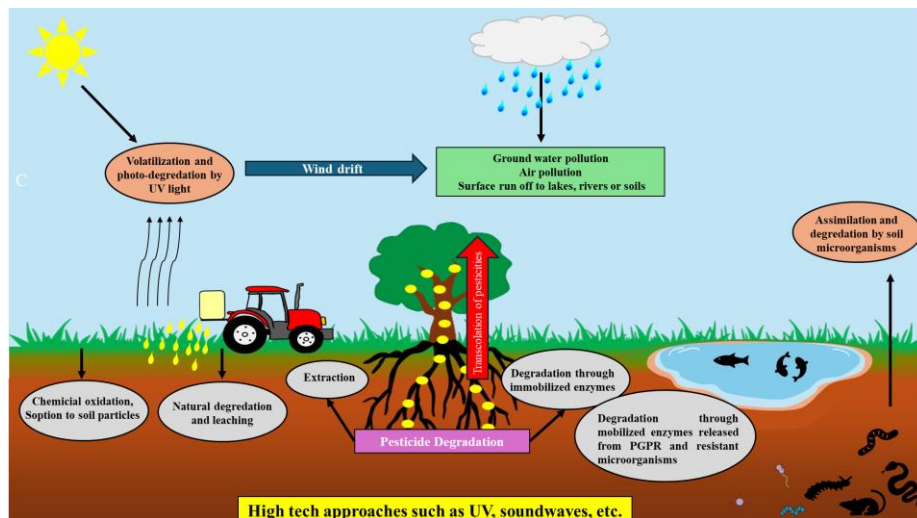 C
Volatilization and
photo-degradation by
UV light
Wind drift
Ground water pollution
Air pollution
Surface run off to lakes, rivers or soils
Assimilation and
degredation by soil
microorganisms
Transcolation of pesticities
Chemicial oxidation,
Soption to soil particles
Natural degredation
and leaching
Extraction
Degradation through
immobilized enzymes
Pesticide Degradation
Degradation through
mobilized enzymes released
from PGPR and resistant
microorganisms
High tech approaches such as UV, soundwaves, etc.